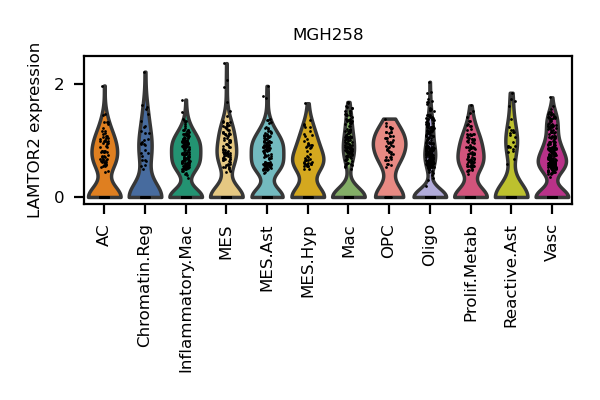 MGH258
LAMTOR2 expression
2
0
AC
Chromatin.Reg
Inflammatory.Mac
MES
MES.Ast
MES.Hyp
Mac
OPC
Oligo
Prolif.Metab
Reactive.Ast
Vasc